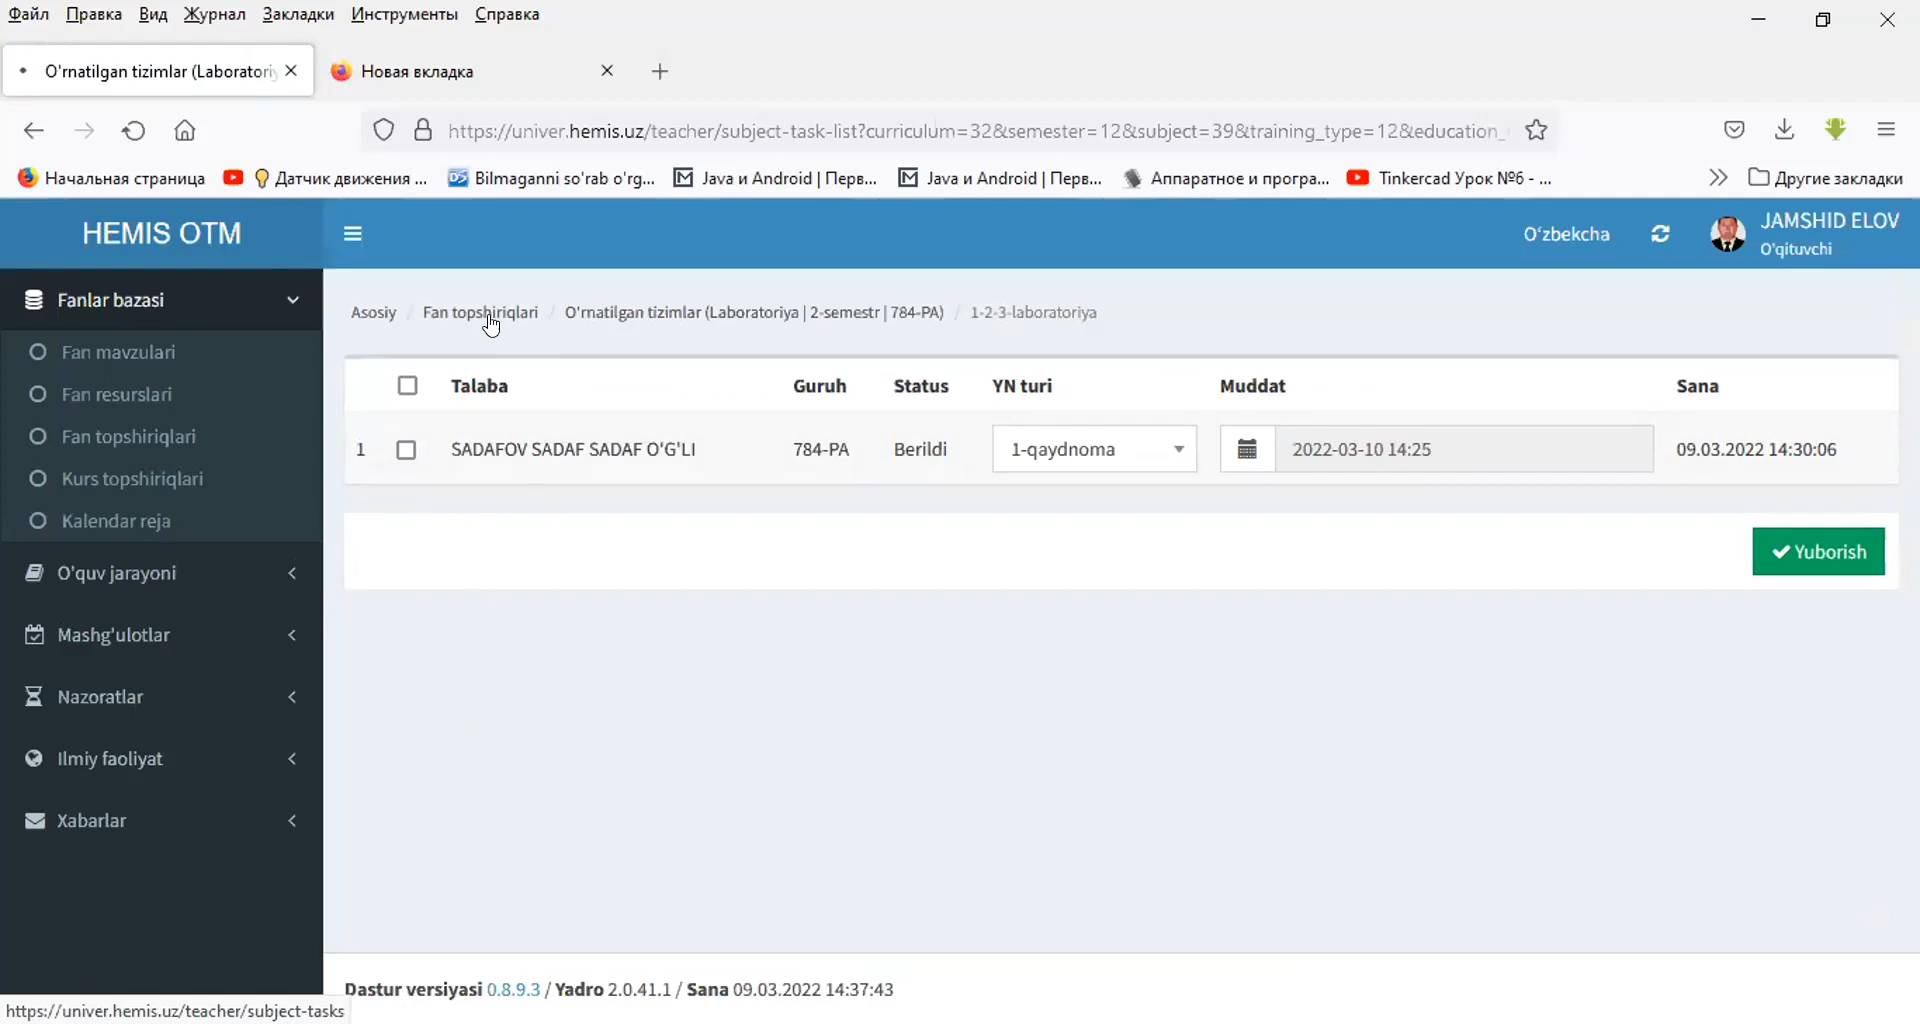 Файл Правка Вид Журнал Закладки Инструменты Справка
O'rnatilgan tizimlar (Laboratoriy
Новая вкладка
https://univer.hemis.uz/teacher/subject-task-list?curriculum=32&semester=12&subject=39&training_type=12&education_
Начальная страница Датчик движения ... Bilmaganni so'rab o'rg... Java и Android | Перв... Java и Android | Перв... Аппаратное и програ... Tinkercad Урок №6 - ... Другие закладки
HEMIS OTM
O‘zbekcha
JAMSHID ELOV
O'qituvchi
Fanlar bazasi
Fan mavzulari
Fan resurslari
Fan topshiriqlari
Kurs topshiriqlari
Kalendar reja
O'quv jarayoni
Mashg'ulotlar
Nazoratlar
Ilmiy faoliyat
Xabarlar
Asosiy / Fan topshiriqlari / O'rnatilgan tizimlar (Laboratoriya | 2-semestr | 784-PA) / 1-2-3-laboratoriya
Talaba Guruh Status YN turi Muddat Sana
1 SADAFOV SADAF SADAF O'G'LI 784-PA Berildi 1-qaydnoma 2022-03-10 14:25 09.03.2022 14:30:06
Yuborish
Dastur versiyasi 0.8.9.3 / Yadro 2.0.41.1 / Sana 09.03.2022 14:37:43
https://univer.hemis.uz/teacher/subject-tasks